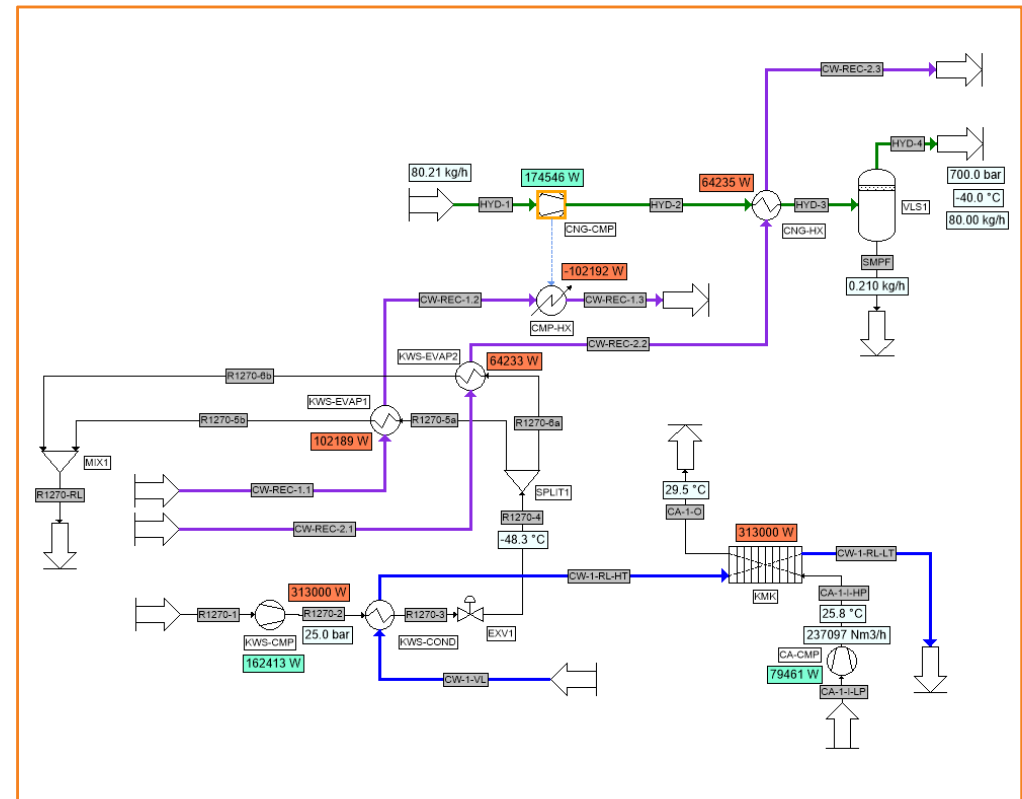 CW-REC-2.3
HYD-4
80.21 kg/h
174546 W
64235 W
700.0 bar
-40.0 °C
80.00 kg/h
HYD-1
HYD-2
HYD-3
VLS1
CNG-CMP
CNG-HX
SMPF
0.210 kg/h
-102192 W
CW-REC-1.2
CW-REC-1.3
CMP-HX
CW-REC-2.2
KWS-EVAP2
64233 W
R1270-6b
KWS-EVAP1
R1270-5b
R1270-5a
R1270-6a
102189 W
MIX1
CW-REC-1.1
SPLIT1
29.5 °C
R1270-RL
CW-REC-2.1
R1270-4
CA-1-O
-48.3 °C
313000 W
CW-1-RL-LT
CW-1-RL-HT
KMK
CA-1-I-HP
313000 W
25.8 °C
R1270-1
R1270-2
R1270-3
25.0 bar
EXV1
237097 Nm3/h
KWS-CMP
KWS-COND
CA-CMP
162413 W
79461 W
CW-1-VL
CA-1-I-LP